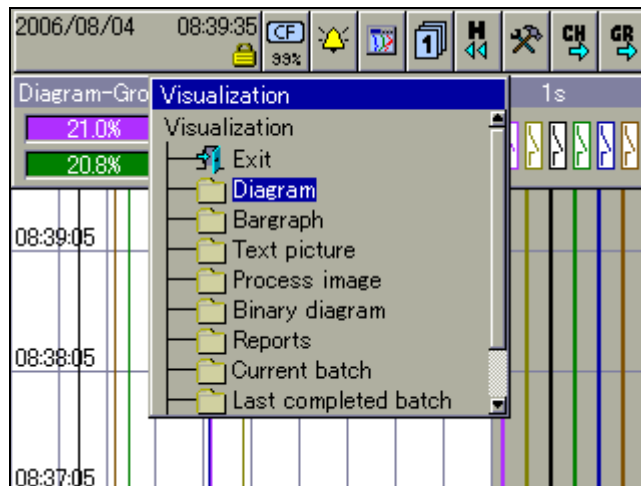 2006/08/04 08:39:35 CF 1 H CH GR
99%
Diagram-Gro Visualization 1s
21.0% Visualization
20.8% Exit
Diagram
Bargraph
08:39:05 Text picture
Process image
Binary diagram
Reports
08:38:05 Current batch
Last completed batch
08:37:05